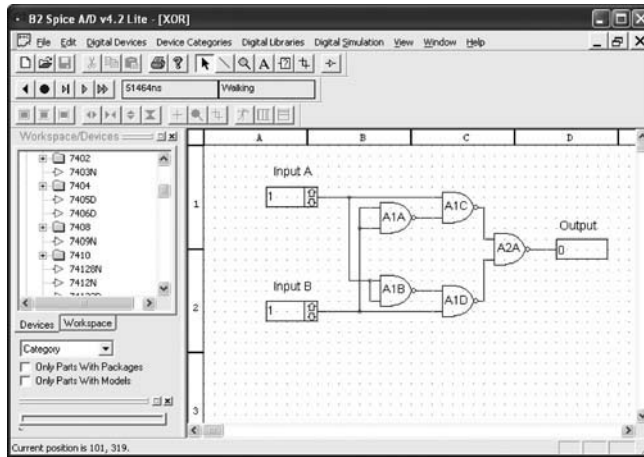 B2 Spice A/D v4.2 Lite - [XOR]
File Edit Digital Devices Device Categories Digital Libraries Digital Simulation View Window Help
51464ns Walking
Workspace/Devices
7402
7403N
7404
7405D
7406D
7408
7409N
7410
74128N
7412N
Devices Workspace
Category
Only Parts With Packages
Only Parts With Models
A B C D
1
2
3
Input A
1
A1A
A1C
Output
A2A
0
Input B
1
A1B
A1D
Current position is 101, 319.